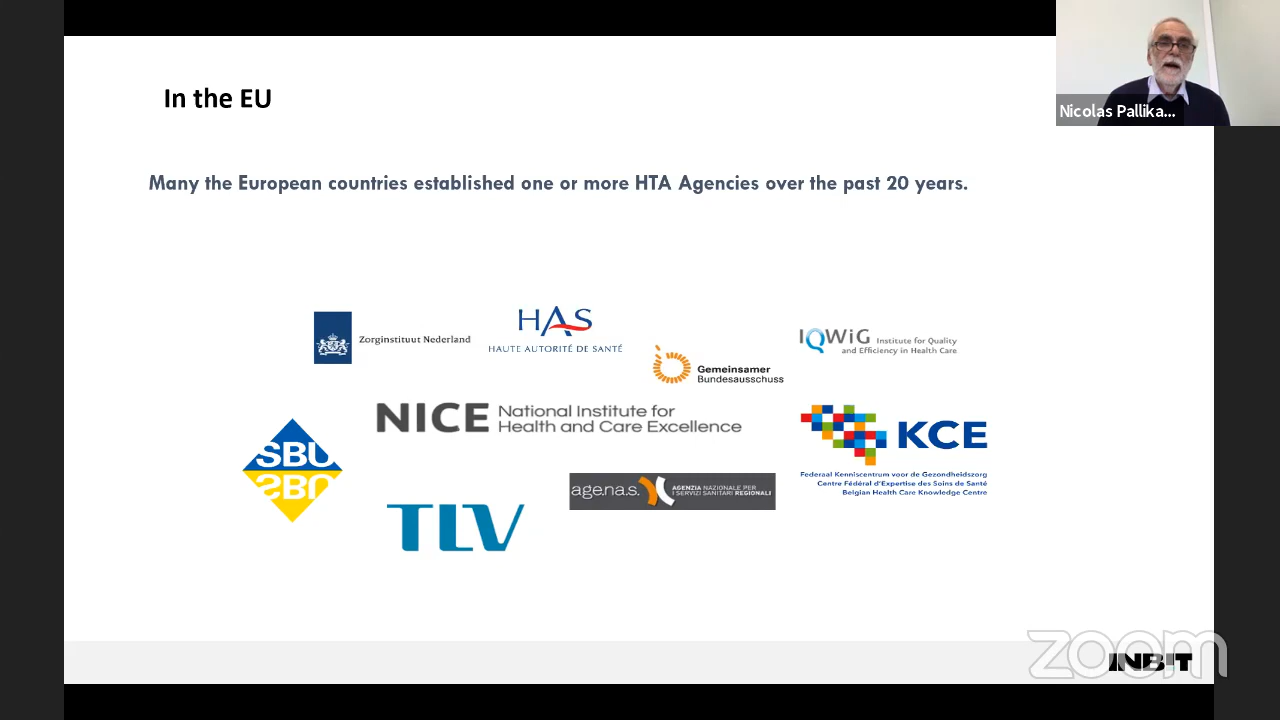 In the EU
Nicolas Pallika...
Many the European countries established one or more HTA Agencies over the past 20 years.
Zorginstituut Nederland
HAS
HAUTE AUTORITÉ DE SANTÉ
Gemeinsamer
Bundesausschuss
IQWiG
Institute for Quality
and Efficiency in Health Care
NICE
National Institute for
Health and Care Excellence
SBU
SBU
KCE
Federaal Kenniscentrum voor de Gezondheidszorg
Centre Fédéral d'Expertise des Soins de Santé
Belgian Health Care Knowledge Centre
age.na.s.
AGENZIA NAZIONALE PER
I SERVIZI SANITARI REGIONALI
TLV
zoom
INB!T